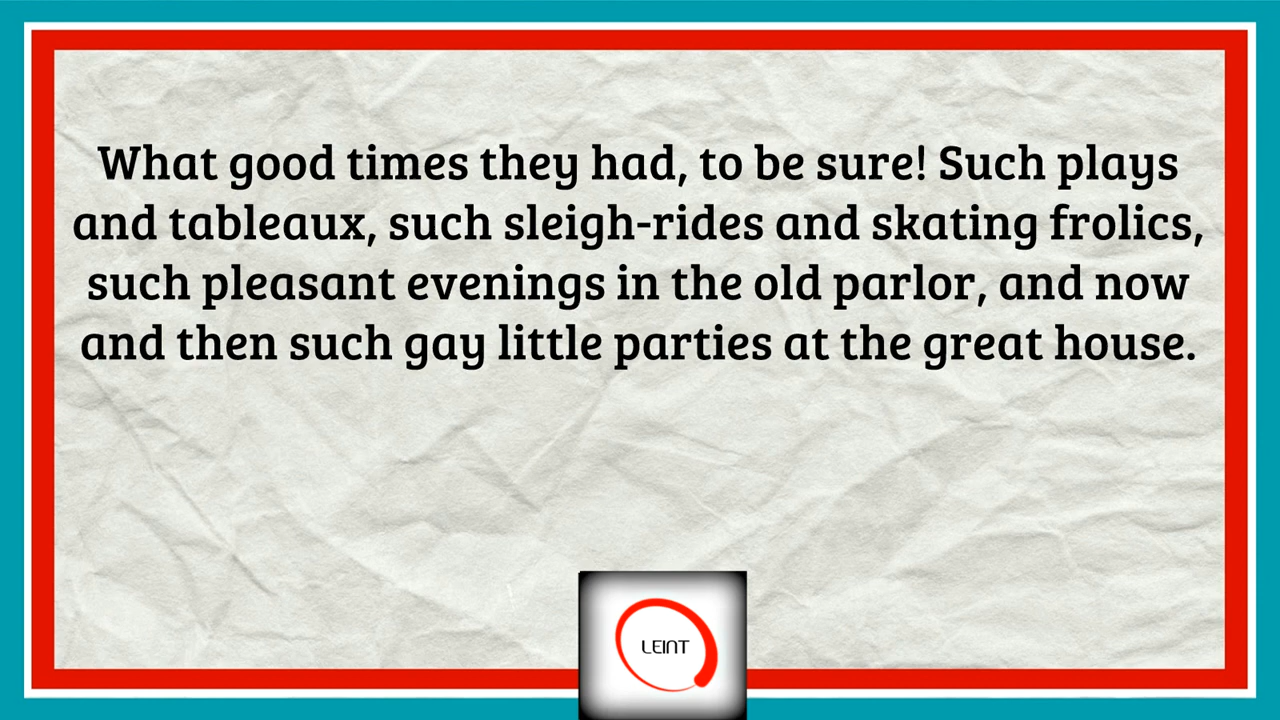 What good times they had, to be sure! Such plays
and tableaux, such sleigh-rides and skating frolics,
such pleasant evenings in the old parlor, and now
and then such gay little parties at the great house.
LEINT